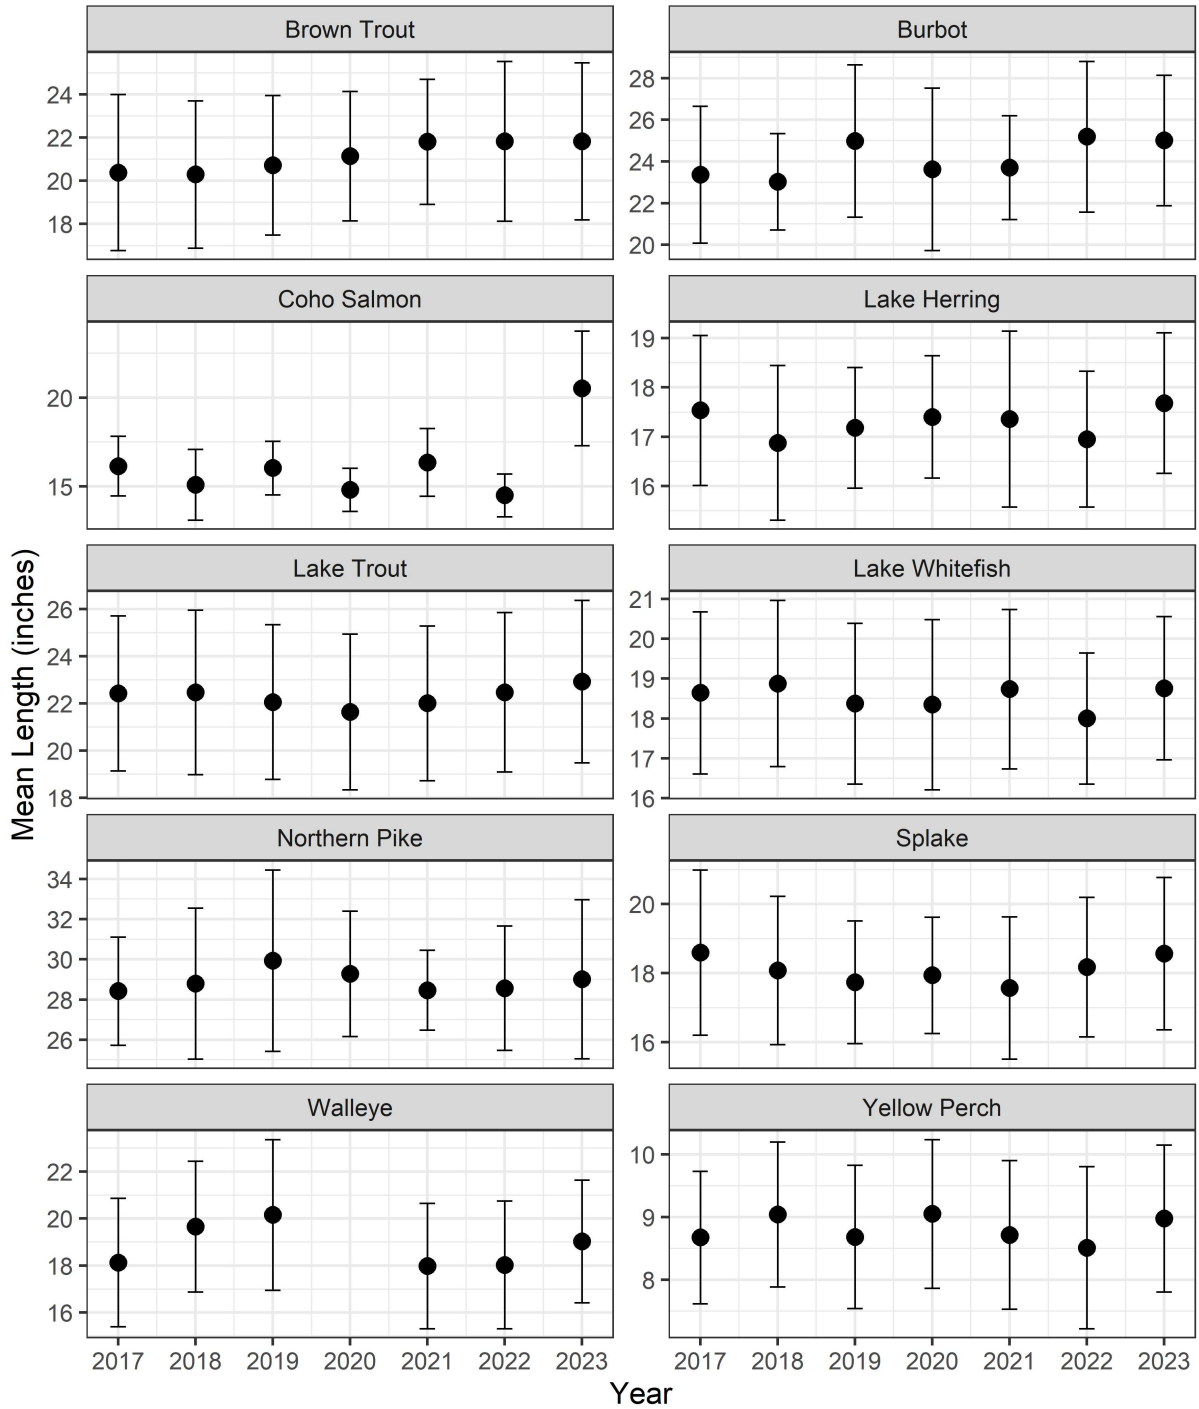 Brown Trout
24
22
20
18
Burbot
28
26
24
22
20
Coho Salmon
20
15
Lake Herring
19
18
17
16
Mean Length (inches)
Lake Trout
26
24
22
20
18
Lake Whitefish
21
20
19
18
17
16
Northern Pike
34
32
30
28
26
Splake
20
18
16
Walleye
22
20
18
16
2017 2018 2019 2020 2021 2022 2023
Yellow Perch
10
9
8
2017 2018 2019 2020 2021 2022 2023
Year